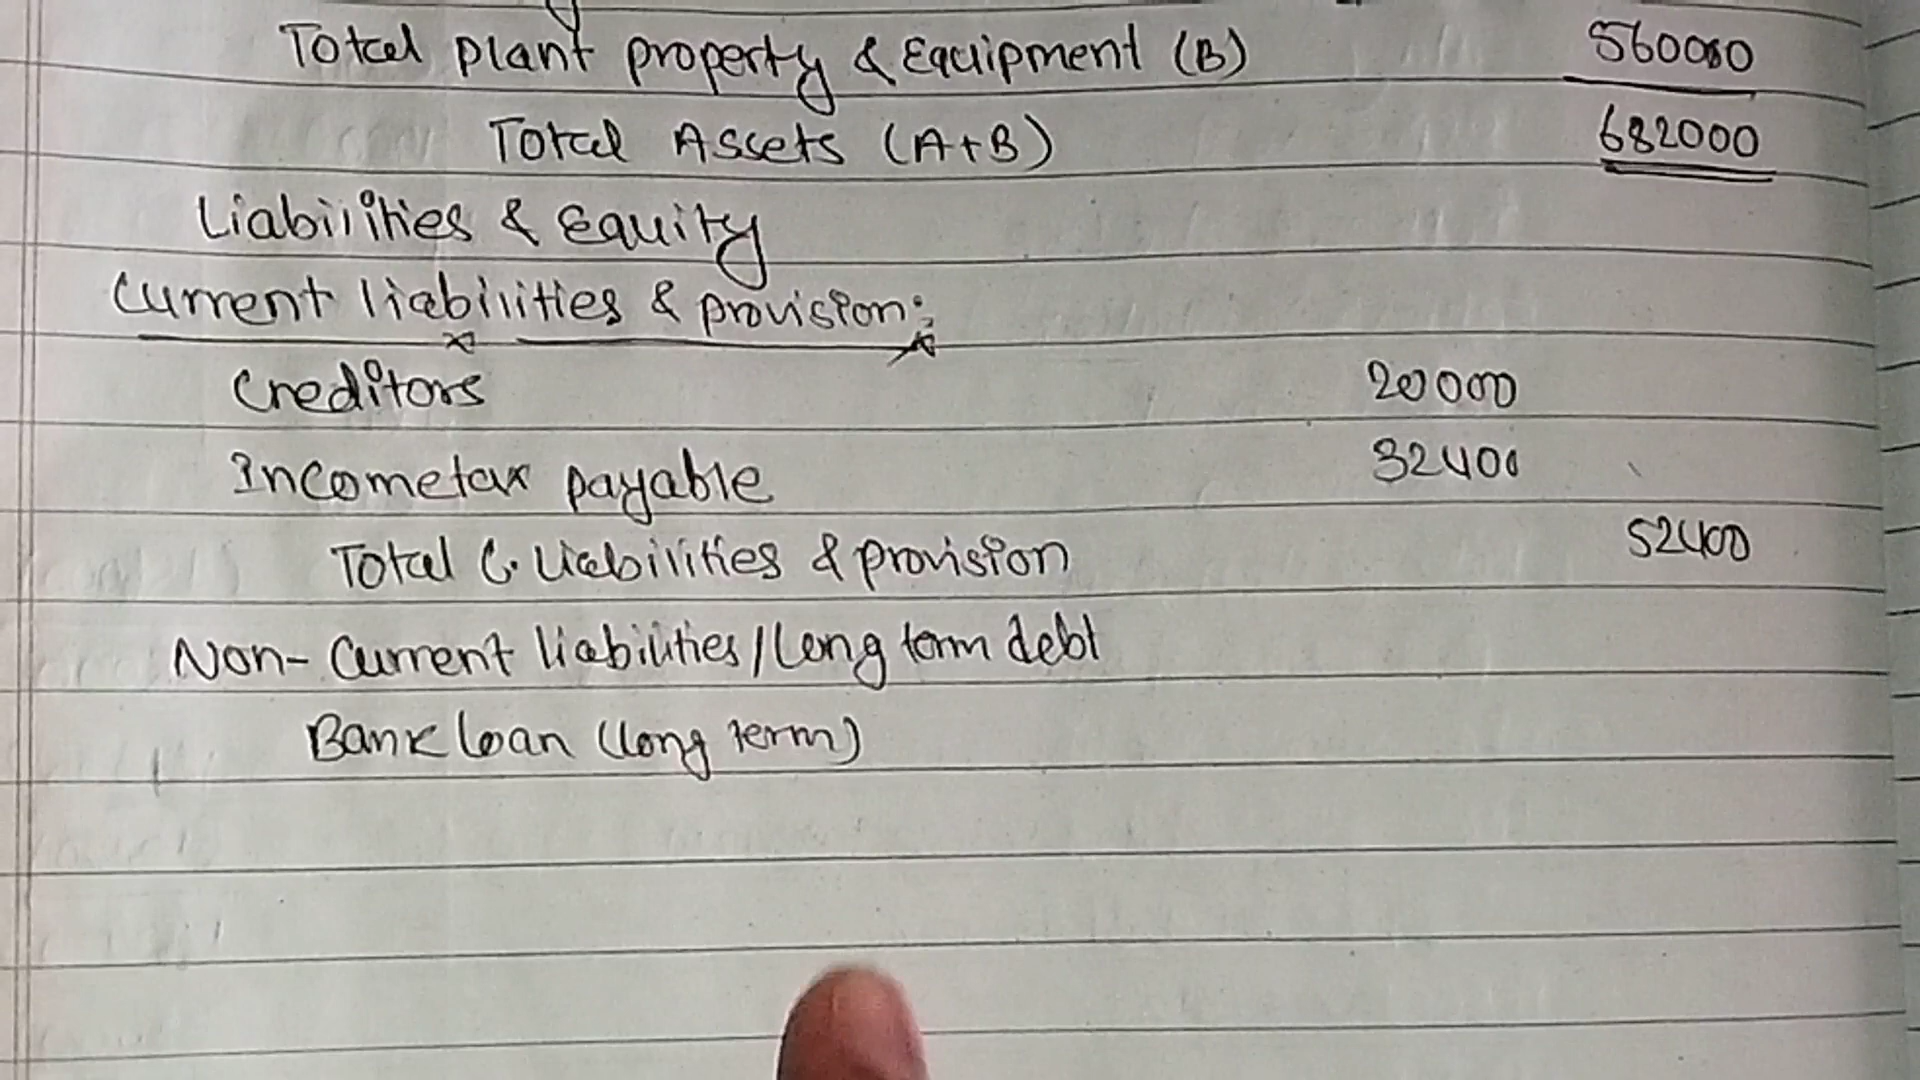 Total plant property & Equipment (B) 560000
Total Assets (A+B) 682000
Liabilities & Equity
Current liabilities & provision:
Creditors 20000
Incometax payable 32400
Total C. Liabilities & provision 52400
Non-Current liabilities/Long term debt
Bank loan (long term)